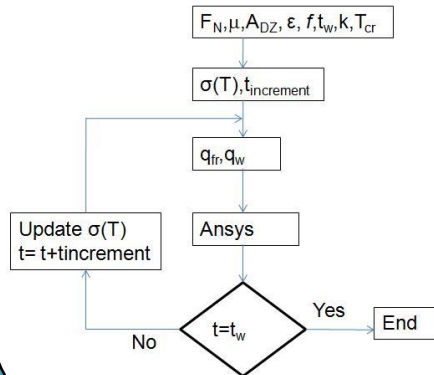 F_N,μ,A_DZ, ε, f,t_w,k,T_cr
σ(T),t_increment
q_fr,q_w
Ansys
Update σ(T)
t= t+tincrement
t=t_w
Yes
No
End